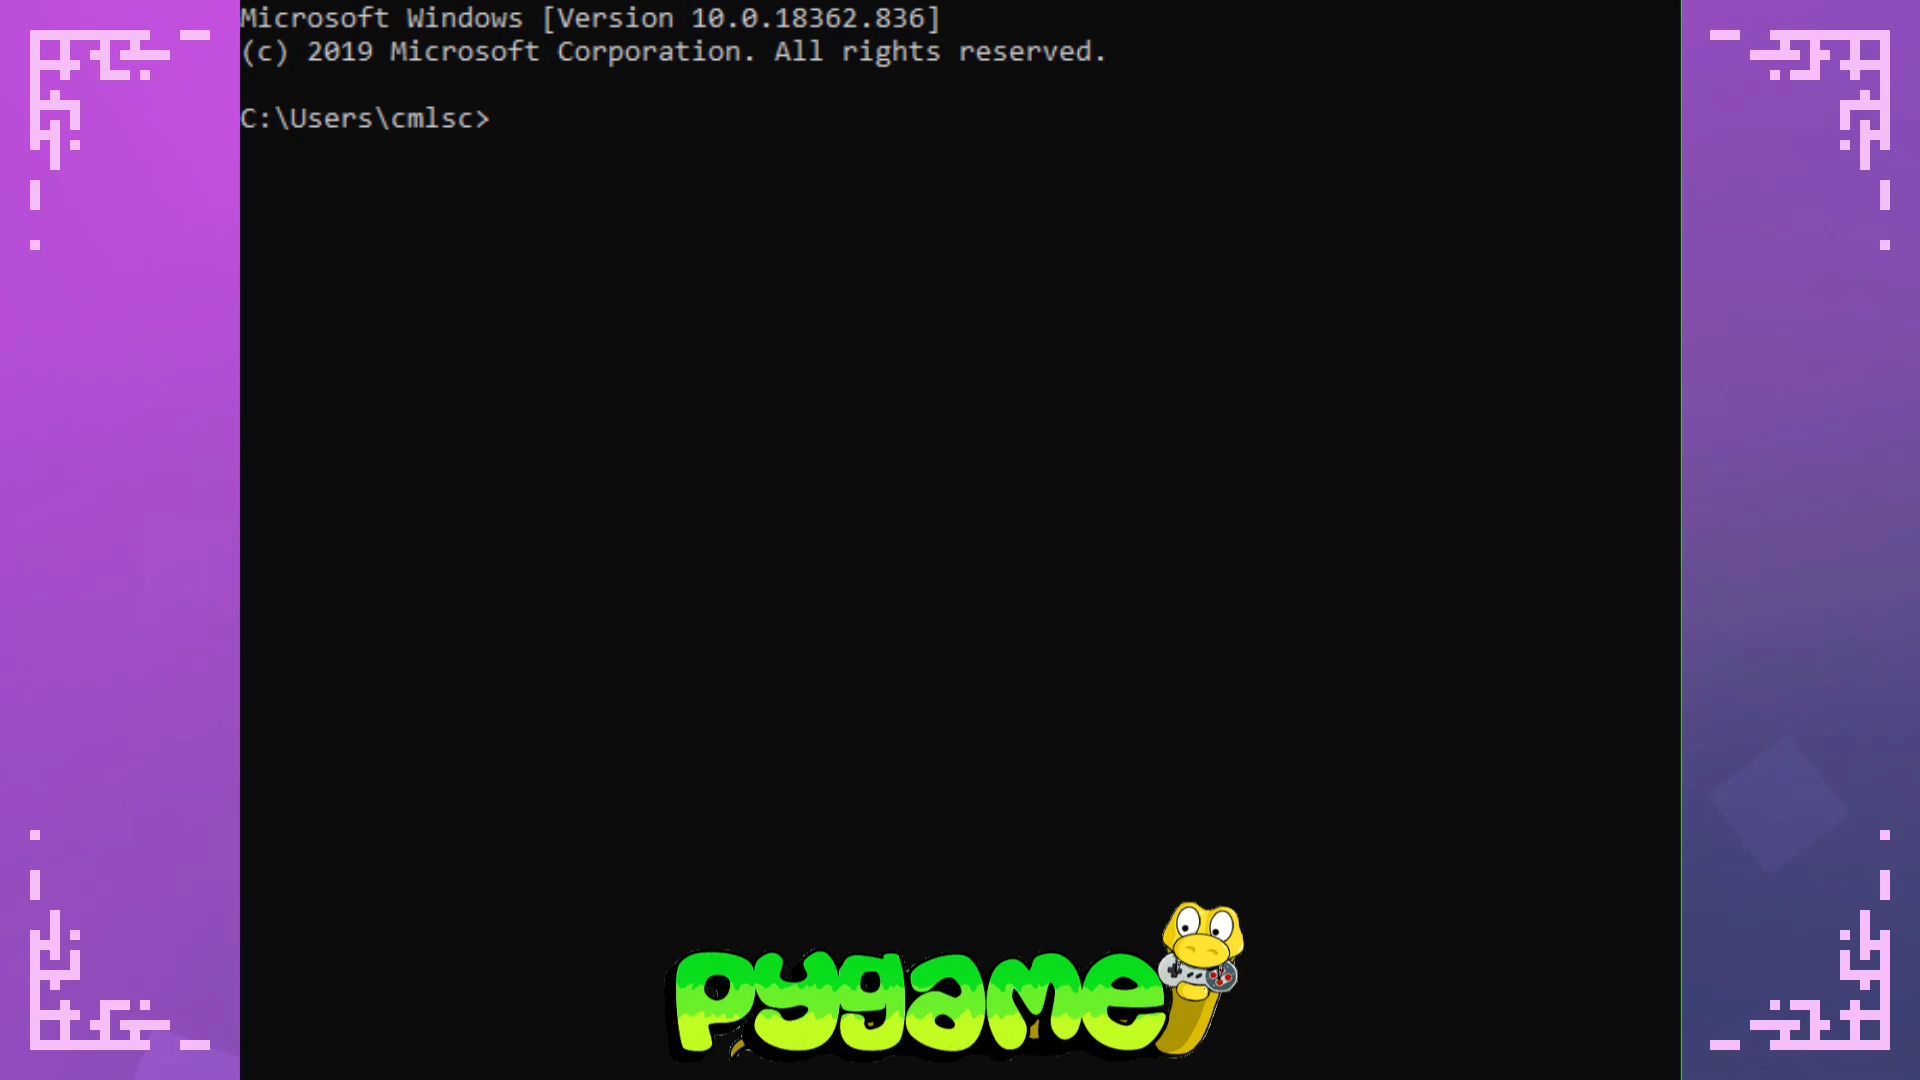 Microsoft Windows [Version 10.0.18362.836]
(c) 2019 Microsoft Corporation. All rights reserved.
C:\Users\cmlsc>
pygame